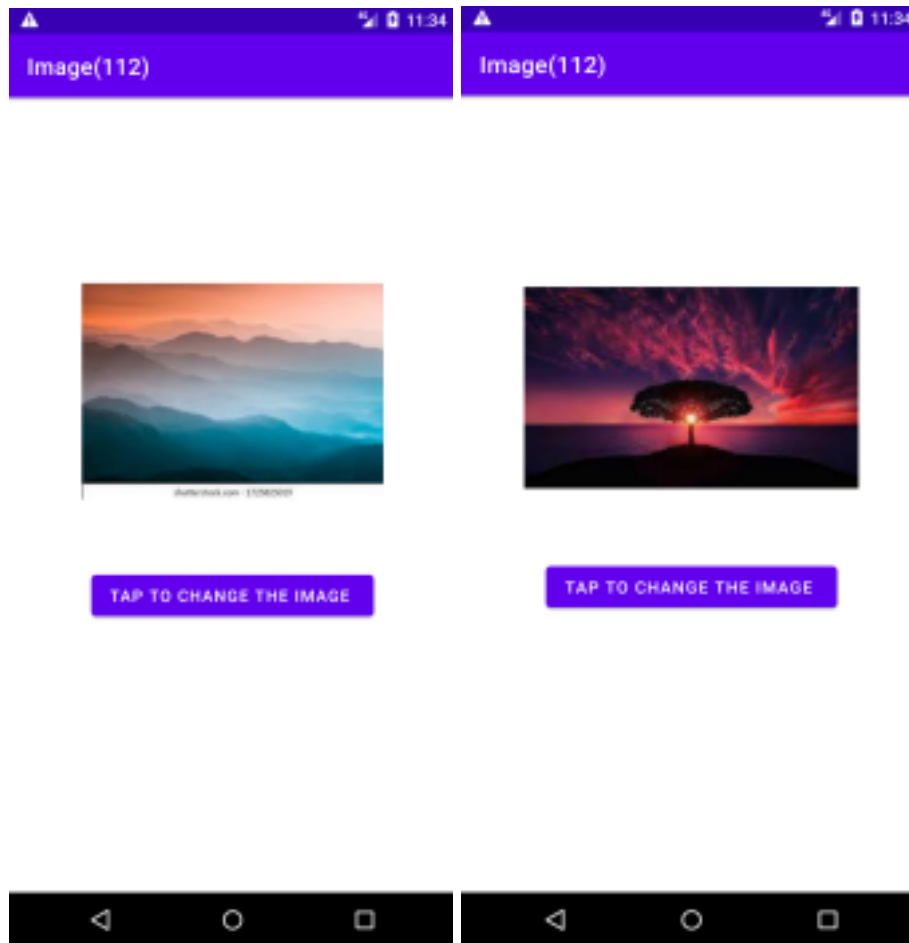 11:34
Image(112)
TAP TO CHANGE THE IMAGE
11:34
Image(112)
TAP TO CHANGE THE IMAGE